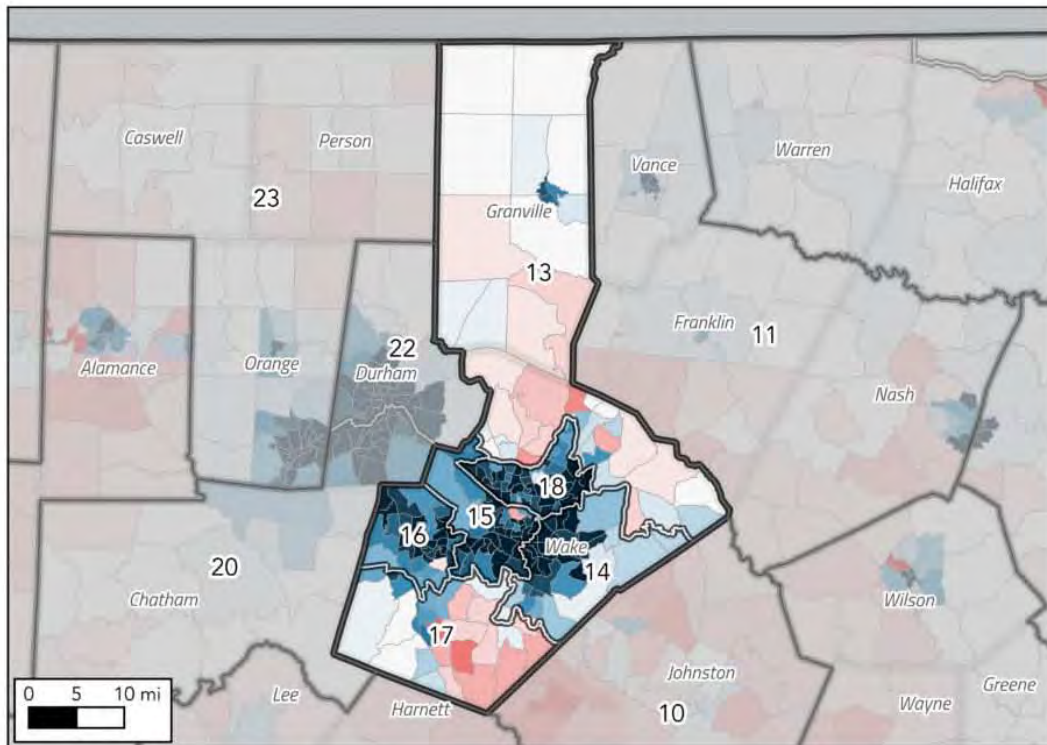 Caswell
Person
Vance
Warren
Halifax
23
Granville
13
Franklin
11
22
Durham
Orange
Alamance
Nash
18
15
16
Wake
14
20
Chatham
Wilson
17
Johnston
Greene
Lee
Harnett
10
Wayne
0 5 10 mi